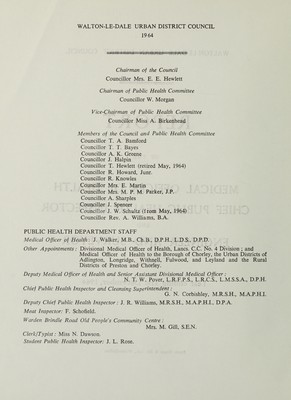 WALTON-LE-DALE URBAN DISTRICT COUNCIL
1964
Chairman of the Council
Councillor Mrs. E. E. Hewlett
Chairman of Public Health Committee
Councillor W. Morgan
Vice-Chairman of Public Health Committee
Councillor Miss A. Birkenhead
Members of the Council and Public Health Committee
Councillor T. A. Bamford
Councillor T. T. Bayes
Councillor A. K. Greene
Councillor J. Halpin
Councillor T. Hewlett (retired May, 1964)
Councillor R. Howard, Junr.
Councillor R. Knowles
Councillor Mrs. E. Martin
Councillor Mrs. M. P. M. Parker, J.P.
Councillor A. Sharples
Councillor J. Spencer
Councillor J. W. Schultz (from May, 1964)
Councillor Rev. A. Williams, B.A.
PUBLIC HEALTH DEPARTMENT STAFF
Medical Officer of Health: J. Walker, M.B., Ch.B., D.P.H., L.D.S., D.P.D.
Other Appointments: Divisional Medical Officer of Health, Lancs. C.C. No. 4 Division; and
Medical Officer of Health to the Borough of Chorley, the Urban Districts of
Adlington, Longridge, Withnell, Fulwood, and Leyland and the Rural
Districts of Preston and Chorley.
Deputy Medical Officer of Health and Senior Assistant Divisional Medical Officer:
N. T. W. Pover, L.R.F.P.S., L.R.C.S., L.M.S.S.A., D.P.H.
Chief Public Health Inspector and Cleansing Superintendent:
G. N. Corbishley, M.R.S.H., M.A.P.H.I.
Deputy Chief Public Health Inspector: J. R. Williams, M.R.S.H., M.A.P.H.I., D.P.A.
Meat Inspector: F. Schofield.
Warden Brindle Road Old People's Community Centre:
Mrs. M. Gill, S.E.N.
Clerk/Typist: Miss N. Dawson.
Student Public Health Inspector: J. L. Rose.